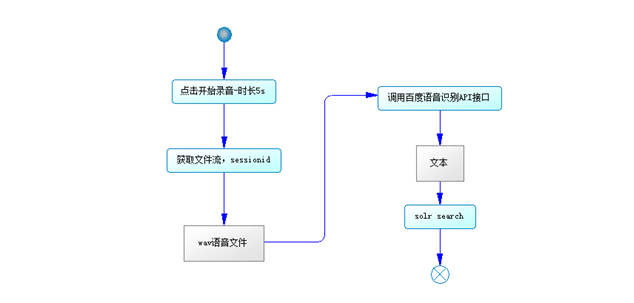 点击开始录音-时长5s
获取文件流，sessionid
wav语音文件
调用百度语音识别API接口
文本
solr search